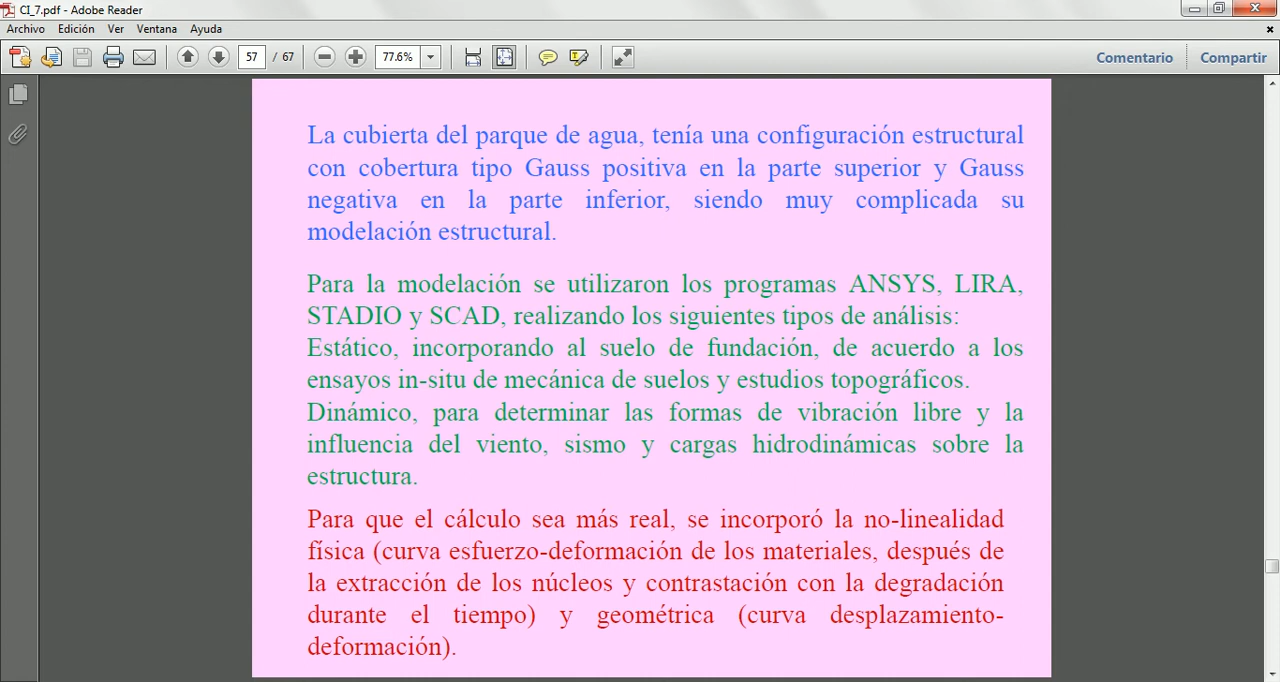 CI_7.pdf - Adobe Reader
Archivo Edición Ver Ventana Ayuda
57 / 67 77.6% Comentario Compartir
La cubierta del parque de agua, tenía una configuración estructural
con cobertura tipo Gauss positiva en la parte superior y Gauss
negativa en la parte inferior, siendo muy complicada su
modelación estructural.
Para la modelación se utilizaron los programas ANSYS, LIRA,
STADIO y SCAD, realizando los siguientes tipos de análisis:
Estático, incorporando al suelo de fundación, de acuerdo a los
ensayos in-situ de mecánica de suelos y estudios topográficos.
Dinámico, para determinar las formas de vibración libre y la
influencia del viento, sismo y cargas hidrodinámicas sobre la
estructura.
Para que el cálculo sea más real, se incorporó la no-linealidad
física (curva esfuerzo-deformación de los materiales, después de
la extracción de los núcleos y contrastación con la degradación
durante el tiempo) y geométrica (curva desplazamiento-
deformación).